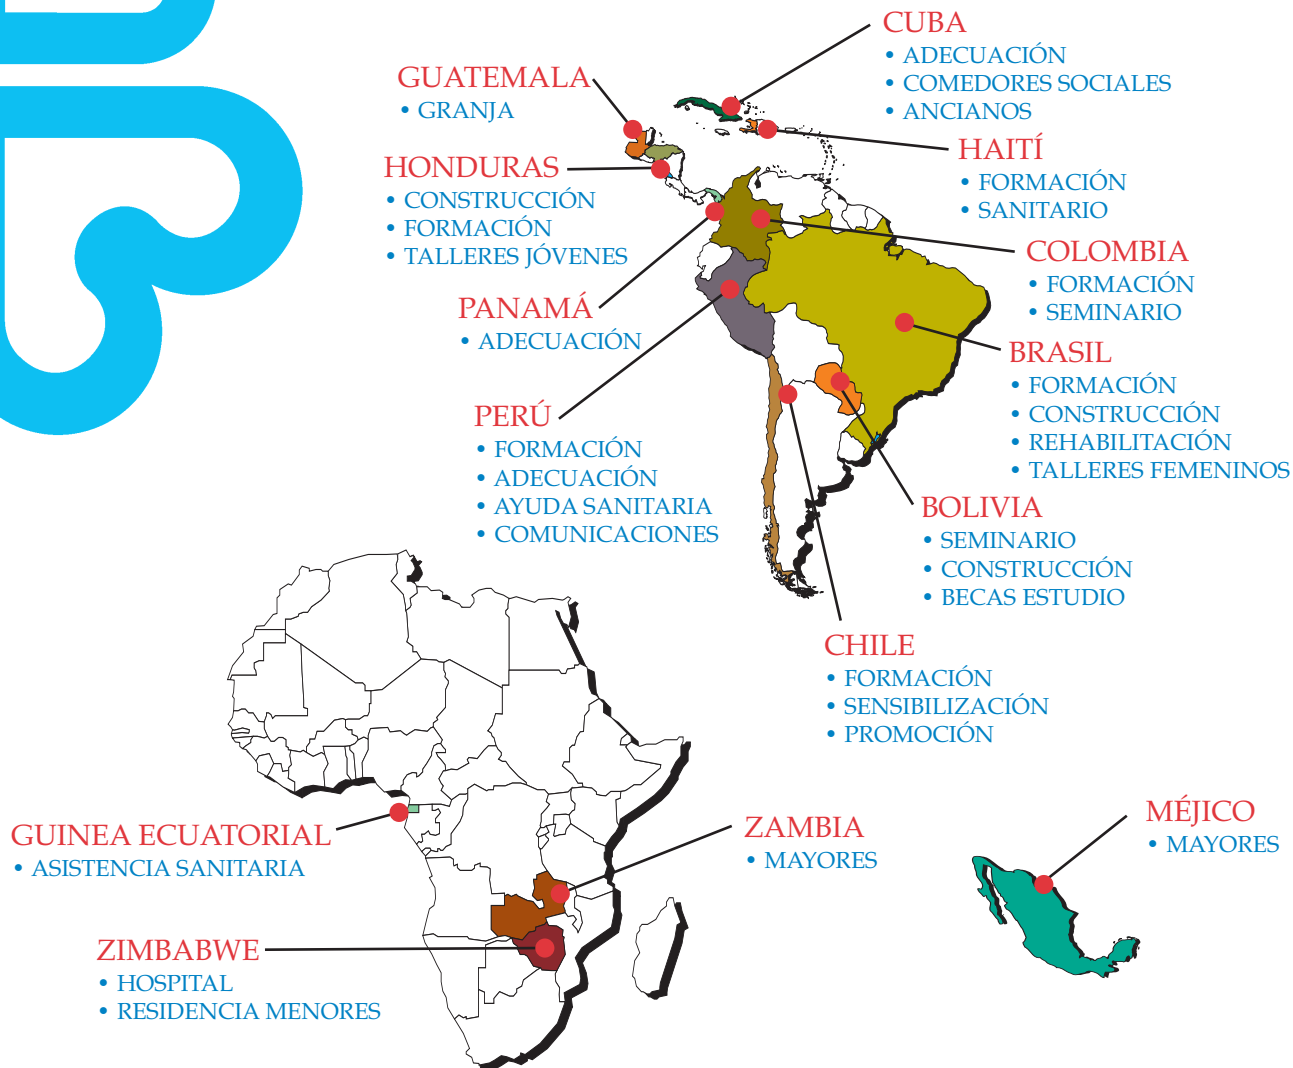 CUBA
• ADECUACIÓN
• COMEDORES SOCIALES
• ANCIANOS
GUATEMALA
• GRANJA
HAITÍ
• FORMACIÓN
• SANITARIO
HONDURAS
• CONSTRUCCIÓN
• FORMACIÓN
• TALLERES JÓVENES
COLOMBIA
• FORMACIÓN
• SEMINARIO
PANAMÁ
• ADECUACIÓN
BRASIL
• FORMACIÓN
• CONSTRUCCIÓN
• REHABILITACIÓN
• TALLERES FEMENINOS
PERÚ
• FORMACIÓN
• ADECUACIÓN
• AYUDA SANITARIA
• COMUNICACIONES
BOLIVIA
• SEMINARIO
• CONSTRUCCIÓN
• BECAS ESTUDIO
CHILE
• FORMACIÓN
• SENSIBILIZACIÓN
• PROMOCIÓN
GUINEA ECUATORIAL
• ASISTENCIA SANITARIA
ZAMBIA
• MAYORES
MÉJICO
• MAYORES
ZIMBABWE
• HOSPITAL
• RESIDENCIA MENORES